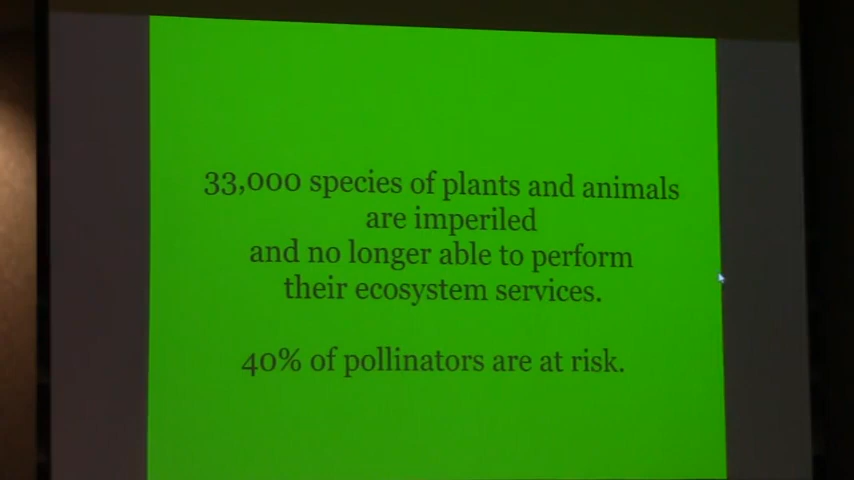 33,000 species of plants and animals
are imperiled
and no longer able to perform
their ecosystem services.
40% of pollinators are at risk.